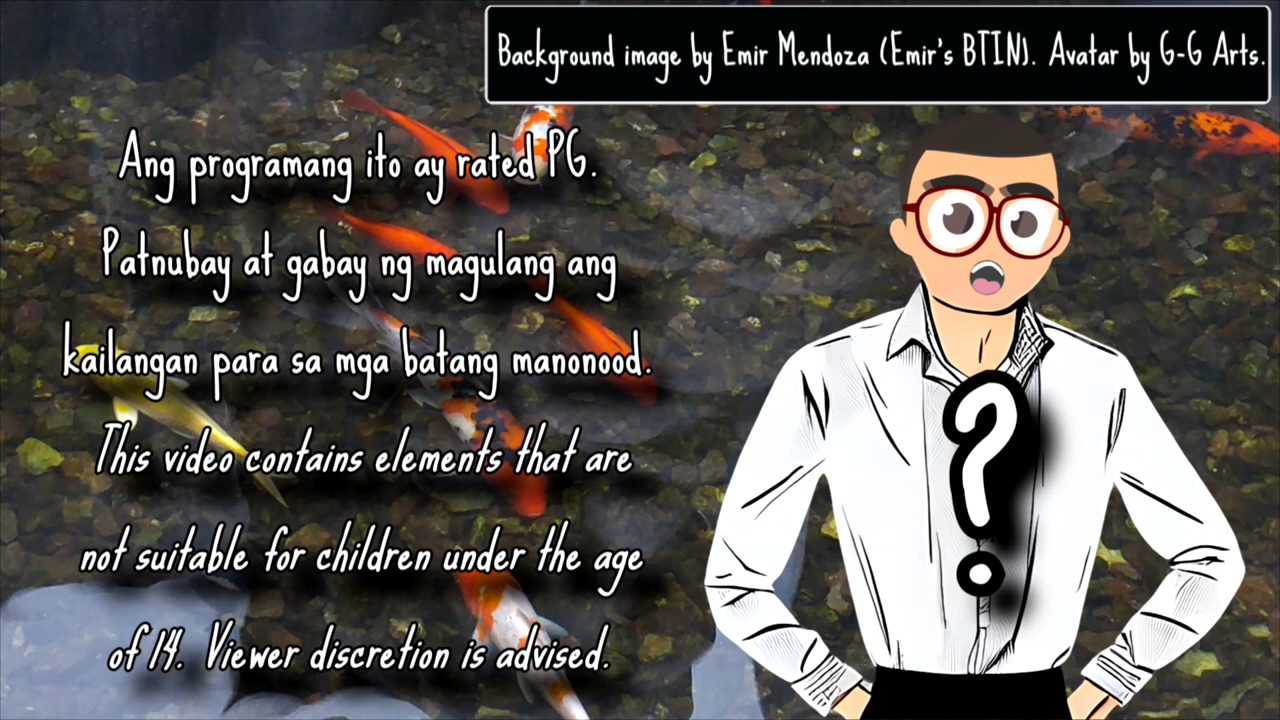 Background image by Emir Mendoza (Emir's BTIN). Avatar by G-G Arts.
Ang programang ito ay rated PG.
Patnubay at gabay ng magulang ang
kailangan para sa mga batang manonood.
This video contains elements that are
not suitable for children under the age
of 14. Viewer discretion is advised.
?